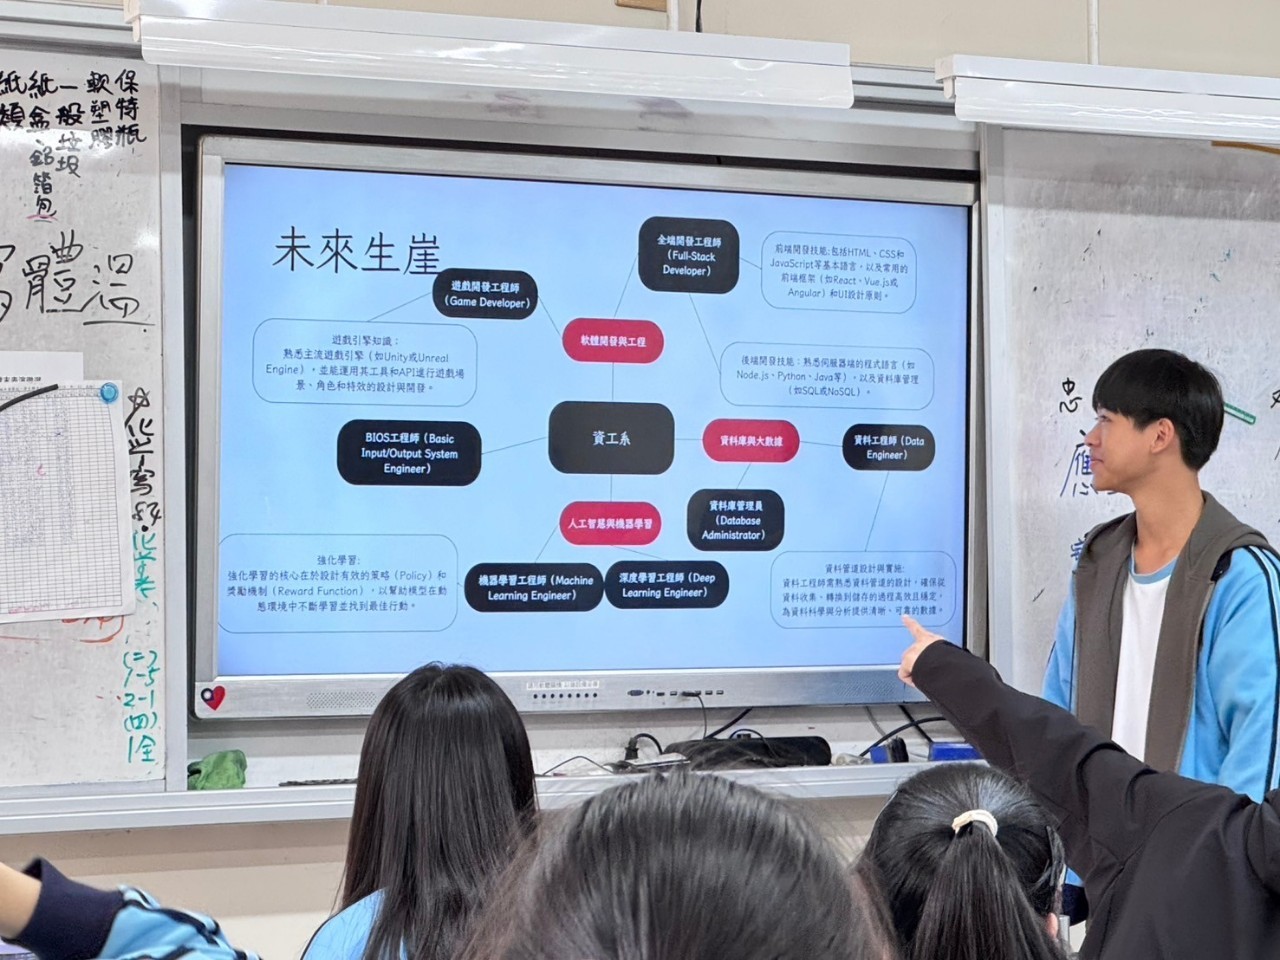 保特瓶
軟塑膠
一般垃圾
紙盒
鋁箔包
體溫
未來生崖
全端開發工程師
(Full-Stack
Developer)
前端開發技能:包括HTML、CSS和
JavaScript等基本語言，以及常用的
前端框架（如React、Vue.js或
Angular）和UI設計原則。
遊戲開發工程師
(Game Developer)
軟體開發與工程
遊戲引擎知識：
熟悉主流遊戲引擎（如Unity或Unreal
Engine），並能運用其工具和API進行遊戲場
景、角色和特效的設計與開發。
後端開發技能：熟悉伺服器端的程式語言（如
Node.js、Python、Java等），以及資料庫管理
（如SQL或NoSQL）。
BIOS工程師（Basic
Input/Output System
Engineer）
資工系
資料庫與大數據
資料工程師（Data
Engineer）
人工智慧與機器學習
資料庫管理員
（Database
Administrator）
強化學習:
強化學習的核心在於設計有效的策略（Policy）和
獎勵機制（Reward Function），以幫助模型在動
態環境中不斷學習並找到最佳行動。
機器學習工程師（Machine
Learning Engineer）
深度學習工程師（Deep
Learning Engineer）
資料管道設計與實施:
資料工程師需熟悉資料管道的設計，確保從
資料收集、轉換到儲存的過程高效且穩定，
為資料科學與分析提供清晰、可靠的數據。
忠
應
(二)
1-5
2-1
(四)
1全